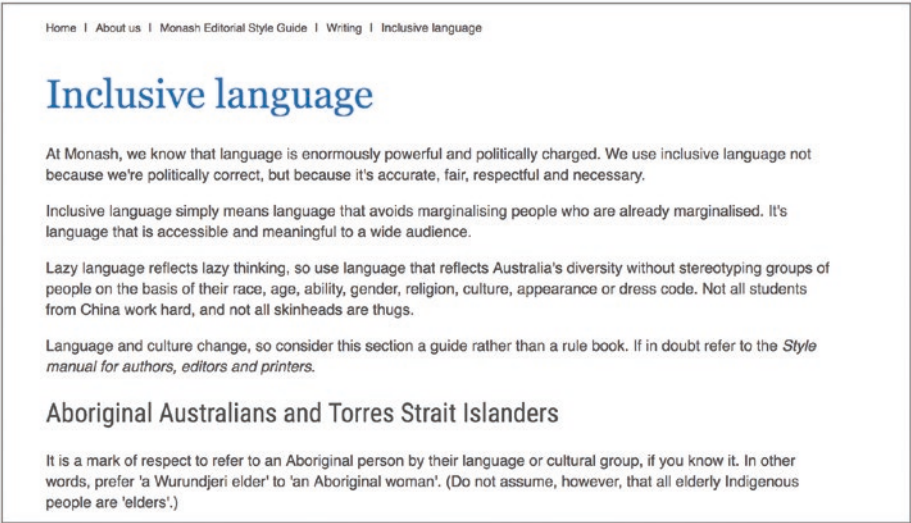 Home | About us | Monash Editorial Style Guide | Writing | Inclusive language
Inclusive language
At Monash, we know that language is enormously powerful and politically charged. We use inclusive language not
because we're politically correct, but because it's accurate, fair, respectful and necessary.
Inclusive language simply means language that avoids marginalising people who are already marginalised. It's
language that is accessible and meaningful to a wide audience.
Lazy language reflects lazy thinking, so use language that reflects Australia's diversity without stereotyping groups of
people on the basis of their race, age, ability, gender, religion, culture, appearance or dress code. Not all students
from China work hard, and not all skinheads are thugs.
Language and culture change, so consider this section a guide rather than a rule book. If in doubt refer to the Style
manual for authors, editors and printers.
Aboriginal Australians and Torres Strait Islanders
It is a mark of respect to refer to an Aboriginal person by their language or cultural group, if you know it. In other
words, prefer 'a Wurundjeri elder' to 'an Aboriginal woman'. (Do not assume, however, that all elderly Indigenous
people are 'elders'.)